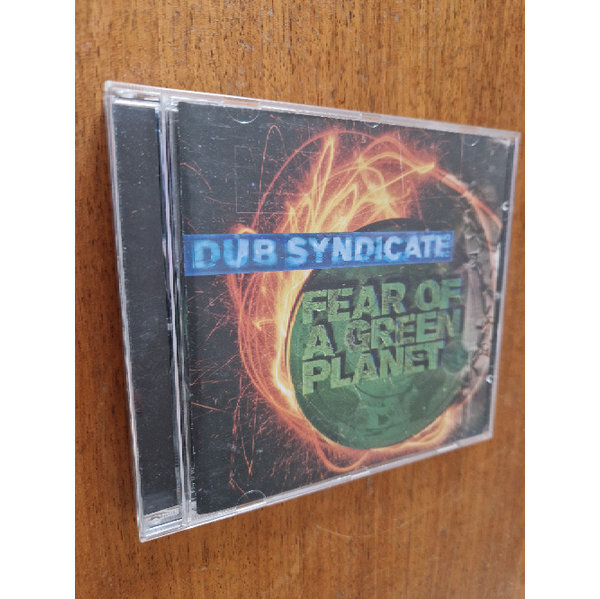 DUB SYNDICATE
FEAR OF
A GREEN
PLANET